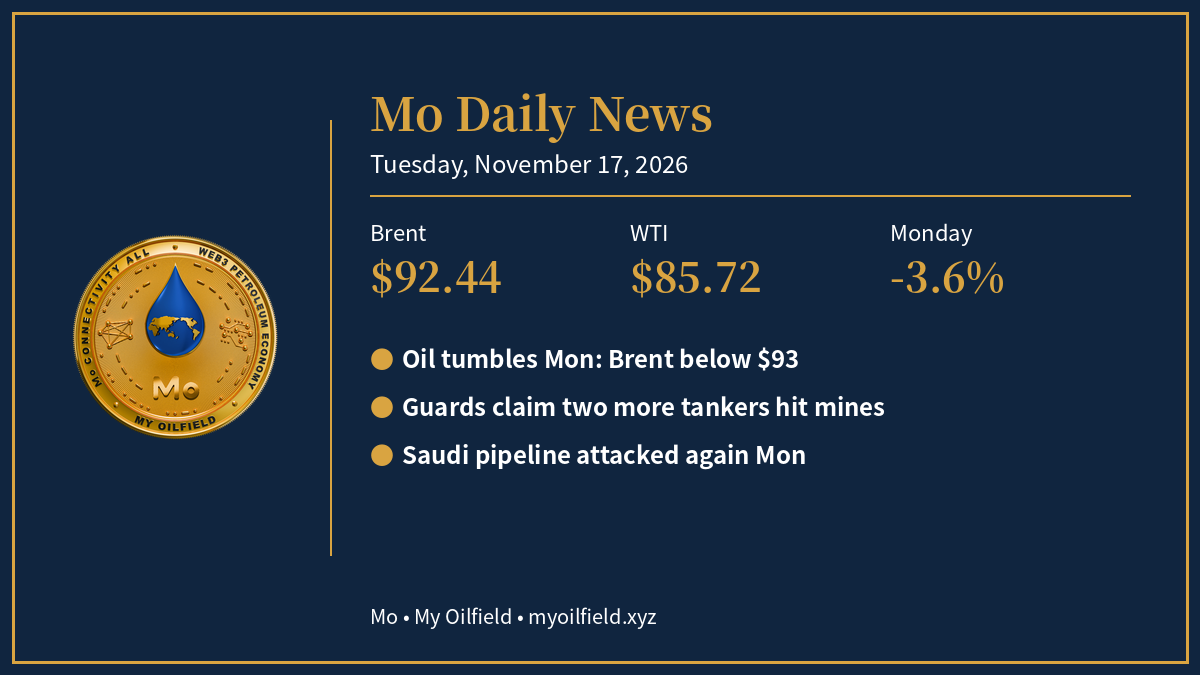 Mo Daily News
Tuesday, November 17, 2026
Brent
$92.44
WTI
$85.72
Monday
-3.6%
Oil tumbles Mon: Brent below $93
Guards claim two more tankers hit mines
Saudi pipeline attacked again Mon
Mo CONNECTIVITY ALL
WEB3 PETROLEUM ECONOMY
Mo
MY OILFIELD
Mo • My Oilfield • myoilfield.xyz